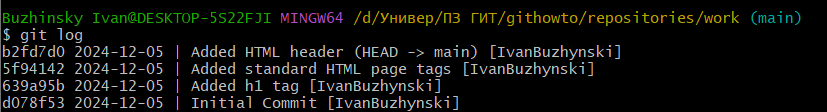 Buzhinsky Ivan@DESKTOP-5S22FJI MINGW64 /d/Универ/ПЗ ГИТ/githowto/repositories/work (main)
$ git log
b2fd7d0 2024-12-05 | Added HTML header (HEAD -> main) [IvanBuzhynski]
5f94142 2024-12-05 | Added standard HTML page tags [IvanBuzhynski]
639a95b 2024-12-05 | Added h1 tag [IvanBuzhynski]
d078f53 2024-12-05 | Initial Commit [IvanBuzhynski]